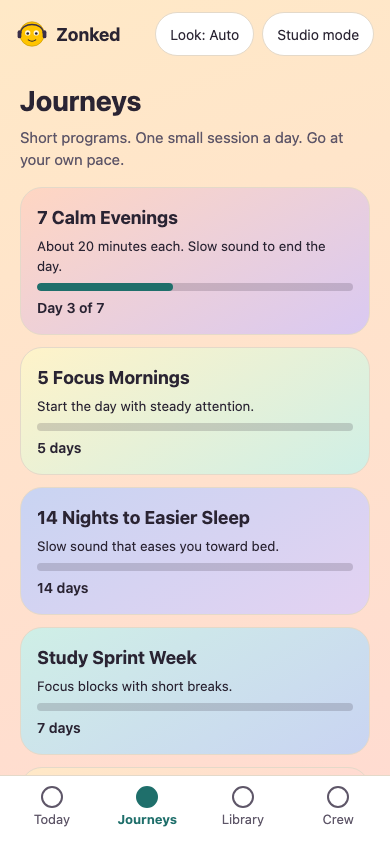 Zonked
Look: Auto
Studio mode
Journeys
Short programs. One small session a day. Go at
your own pace.
7 Calm Evenings
About 20 minutes each. Slow sound to end the
day.
Day 3 of 7
5 Focus Mornings
Start the day with steady attention.
5 days
14 Nights to Easier Sleep
Slow sound that eases you toward bed.
14 days
Study Sprint Week
Focus blocks with short breaks.
7 days
Today
Journeys
Library
Crew